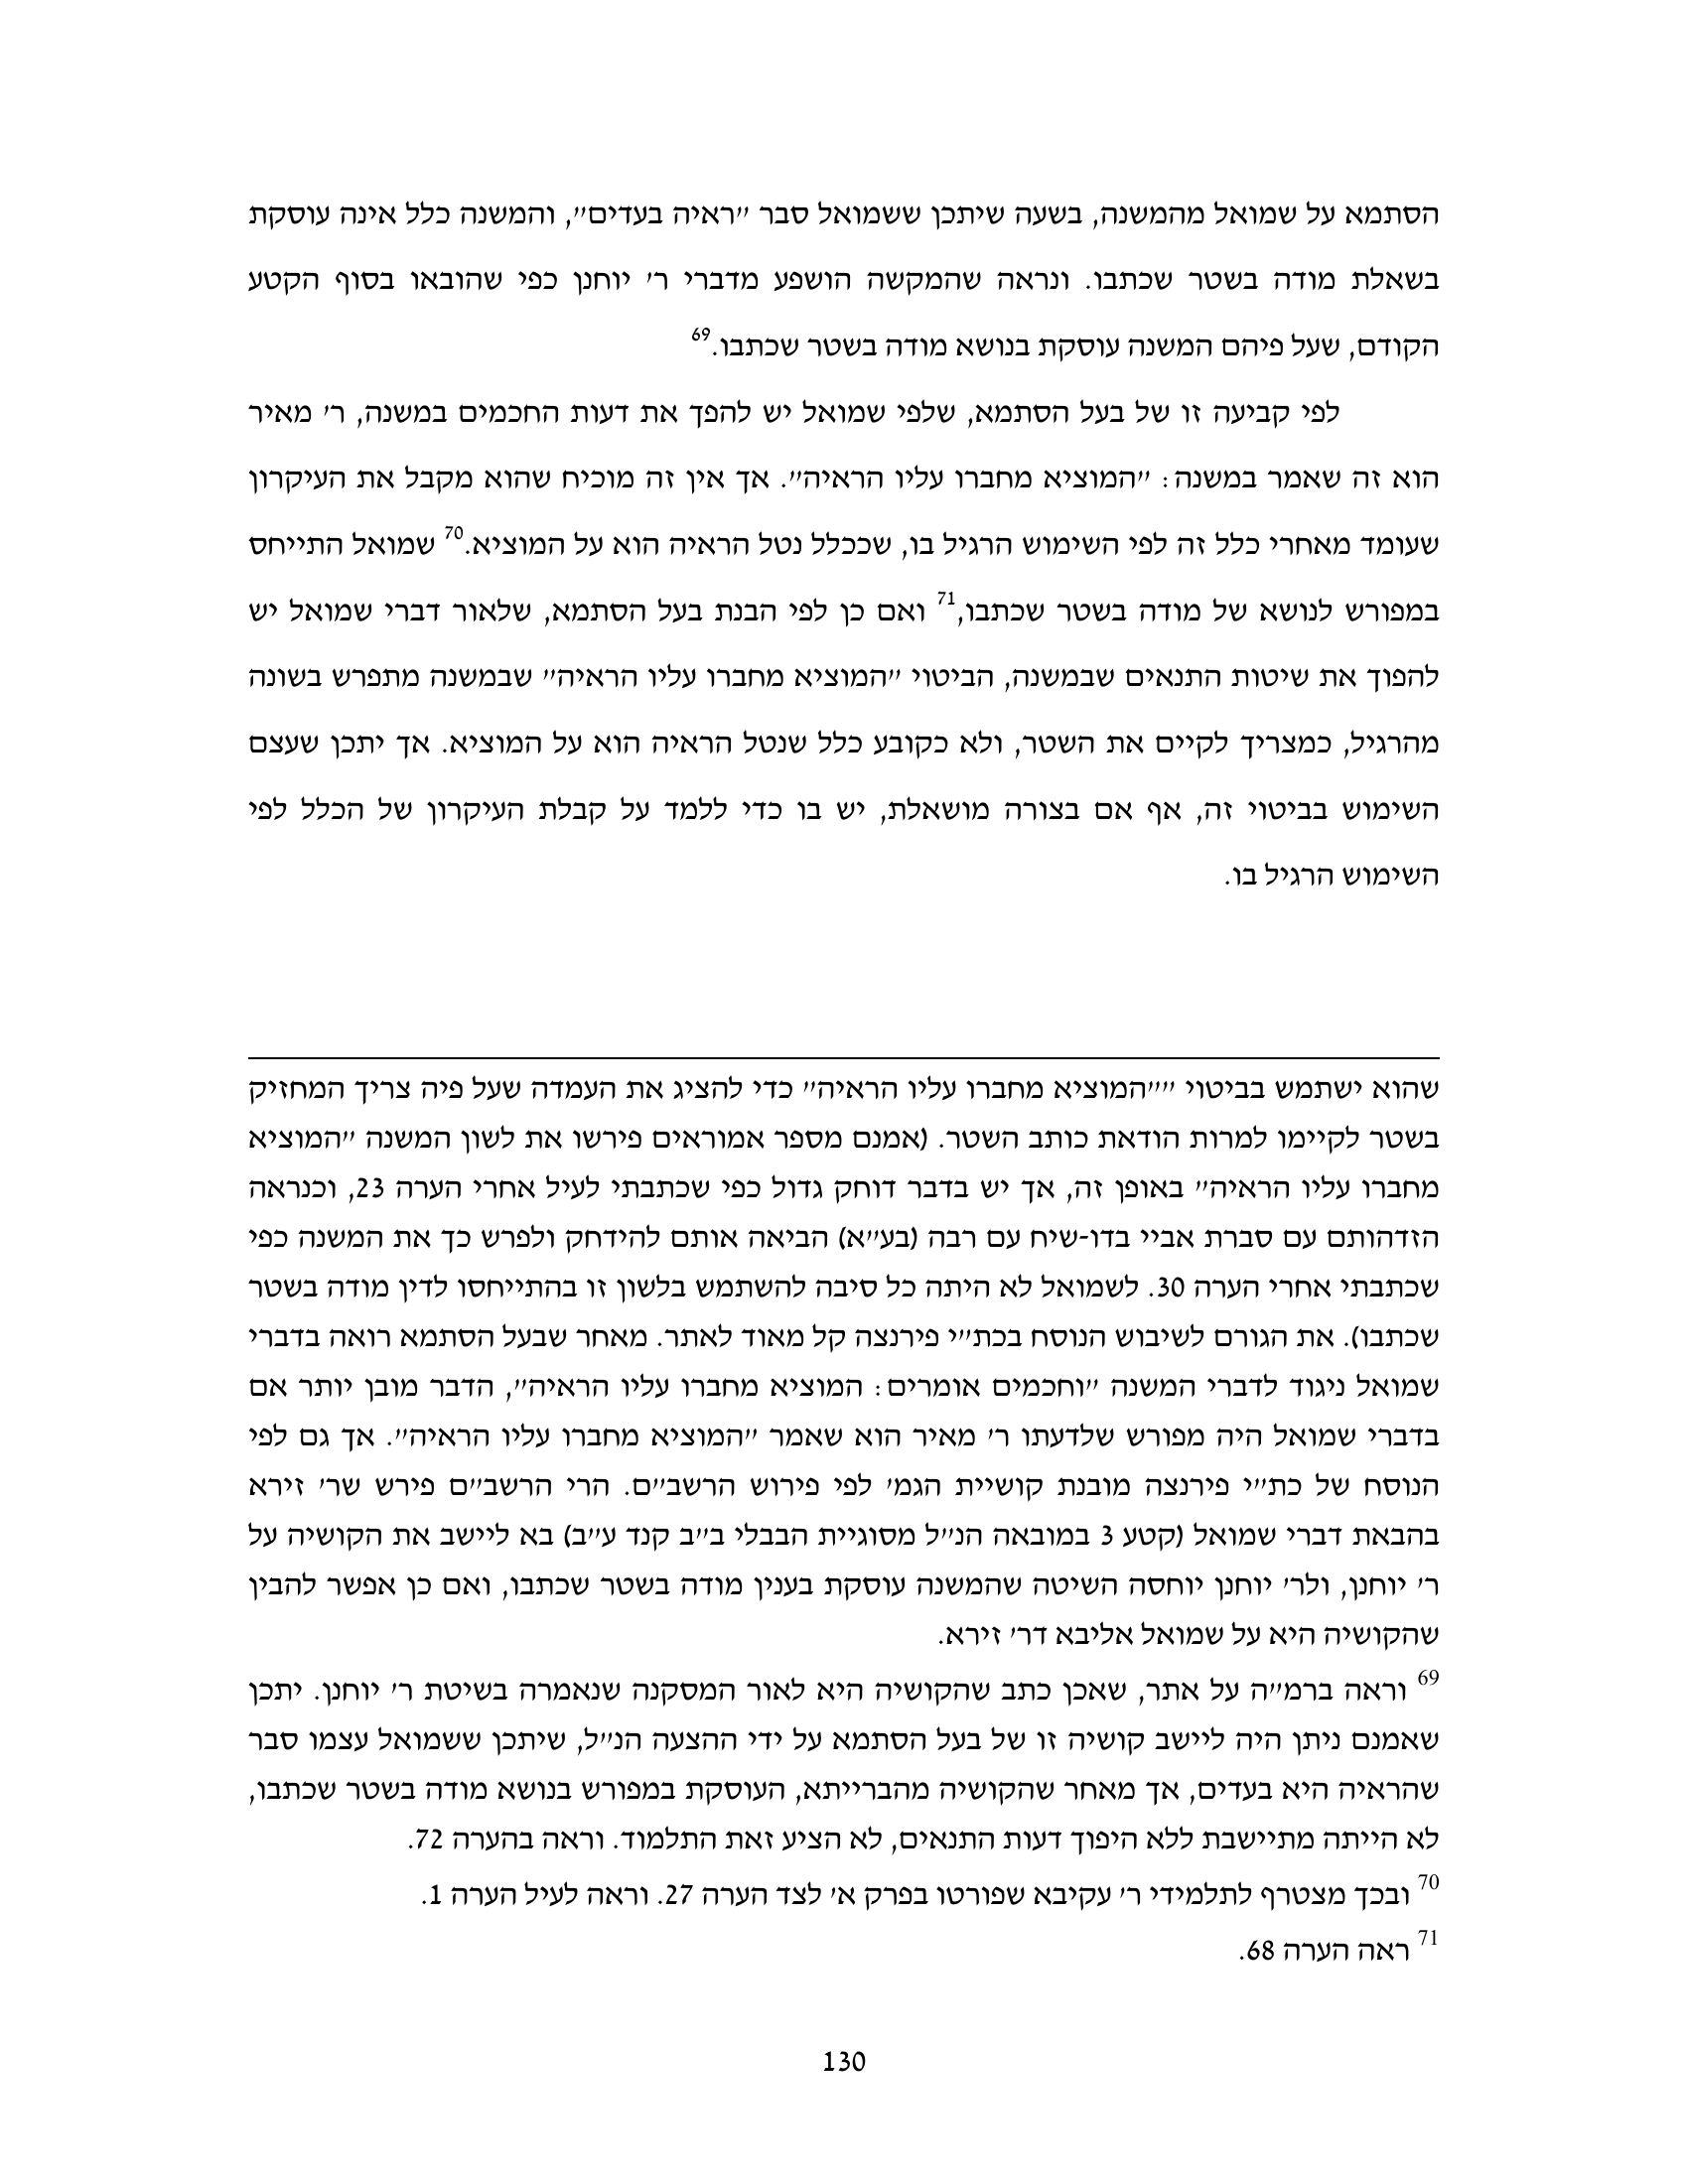 הסתמא על שמואל מהמשנה, בשעה שיתכן ששמואל סבר "ראיה בעדים", והמשנה כלל אינה עוסקת
בשאלת מודה בשטר שכתבו. ונראה שהמקשה הושפע מדברי ר' יוחנן כפי שהובאו בסוף הקטע
הקודם, שעל פיהם המשנה עוסקת בנושא מודה בשטר שכתבו.69
לפי קביעה זו של בעל הסתמא, שלפי שמואל יש להפך את דעות החכמים במשנה, ר' מאיר
הוא זה שאמר במשנה: "המוציא מחברו עליו הראיה". אך אין זה מוכיח שהוא מקבל את העיקרון
שעומד מאחרי כלל זה לפי השימוש הרגיל בו, שככלל נטל הראיה הוא על המוציא.70 שמואל התייחס
במפורש לנושא של מודה בשטר שכתבו,71 ואם כן לפי הבנת בעל הסתמא, שלאור דברי שמואל יש
להפוך את שיטות התנאים שבמשנה, הביטוי "המוציא מחברו עליו הראיה" שבמשנה מתפרש בשונה
מהרגיל, כמצריך לקיים את השטר, ולא כקובע כלל שנטל הראיה הוא על המוציא. אך יתכן שעצם
השימוש בביטוי זה, אף אם בצורה מושאלת, יש בו כדי ללמד על קבלת העיקרון של הכלל לפי
השימוש הרגיל בו.
שהוא ישתמש בביטוי ""המוציא מחברו עליו הראיה" כדי להציג את העמדה שעל פיה צריך המחזיק
בשטר לקיימו למרות הודאת כותב השטר. (אמנם מספר אמוראים פירשו את לשון המשנה "המוציא
מחברו עליו הראיה" באופן זה, אך יש בדבר דוחק גדול כפי שכתבתי לעיל אחרי הערה 23, וכנראה
הזדהותם עם סברת אביי בדו-שיח עם רבה (בע"א) הביאה אותם להידחק ולפרש כך את המשנה כפי
שכתבתי אחרי הערה 30. לשמואל לא היתה כל סיבה להשתמש בלשון זו בהתייחסו לדין מודה בשטר
שכתבו). את הגורם לשיבוש הנוסח בכת"י פירנצה קל מאוד לאתר. מאחר שבעל הסתמא רואה בדברי
שמואל ניגוד לדברי המשנה "וחכמים אומרים: המוציא מחברו עליו הראיה", הדבר מובן יותר אם
בדברי שמואל היה מפורש שלדעתו ר' מאיר הוא שאמר "המוציא מחברו עליו הראיה". אך גם לפי
הנוסח של כת"י פירנצה מובנת קושיית הגמ' לפי פירוש הרשב"ם. הרי הרשב"ם פירש שר' זירא
בהבאת דברי שמואל (קטע 3 במובאה הנ"ל מסוגיית הבבלי ב"ב קנד ע"ב) בא ליישב את הקושיה על
ר' יוחנן, ולר' יוחנן יוחסה השיטה שהמשנה עוסקת בענין מודה בשטר שכתבו, ואם כן אפשר להבין
שהקושיה היא על שמואל אליבא דר' זירא.
69 וראה ברמ"ה על אתר, שאכן כתב שהקושיה היא לאור המסקנה שנאמרה בשיטת ר' יוחנן. יתכן
שאמנם ניתן היה ליישב קושיה זו של בעל הסתמא על ידי ההצעה הנ"ל, שיתכן ששמואל עצמו סבר
שהראיה היא בעדים, אך מאחר שהקושיה מהברייתא, העוסקת במפורש בנושא מודה בשטר שכתבו,
לא הייתה מתיישבת ללא היפוך דעות התנאים, לא הציע זאת התלמוד. וראה בהערה 72.
70 ובכך מצטרף לתלמידי ר' עקיבא שפורטו בפרק א' לצד הערה 27. וראה לעיל הערה 1.
71 ראה הערה 68.
130